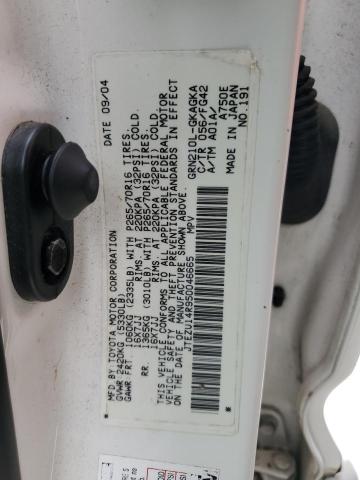 MFD BY TOYOTA MOTOR CORPORATION DATE 09/04
GVWR 2420KG (5330LB)
GAWR FRT 1060KG (2335LB) WITH P265/70R16 TIRES.
16X7JJ RIMS, AT 220KPA (32PSI) COLD.
RR 1365KG (3010LB) WITH P265/70R16 TIRES.
16X7JJ RIMS, AT 220KPA (32PSI) COLD.
THIS VEHICLE CONFORMS TO ALL APPLICABLE FEDERAL MOTOR
VEHICLE SAFETY AND THEFT PREVENTION STANDARDS IN EFFECT
ON THE DATE OF MANUFACTURE SHOWN ABOVE.
JTEZU14R950046665 MPV
GRN210L-GKAGKA
C/TR 056/FG42
A/TM A01A/ A750E
MADE IN JAPAN
NO.191